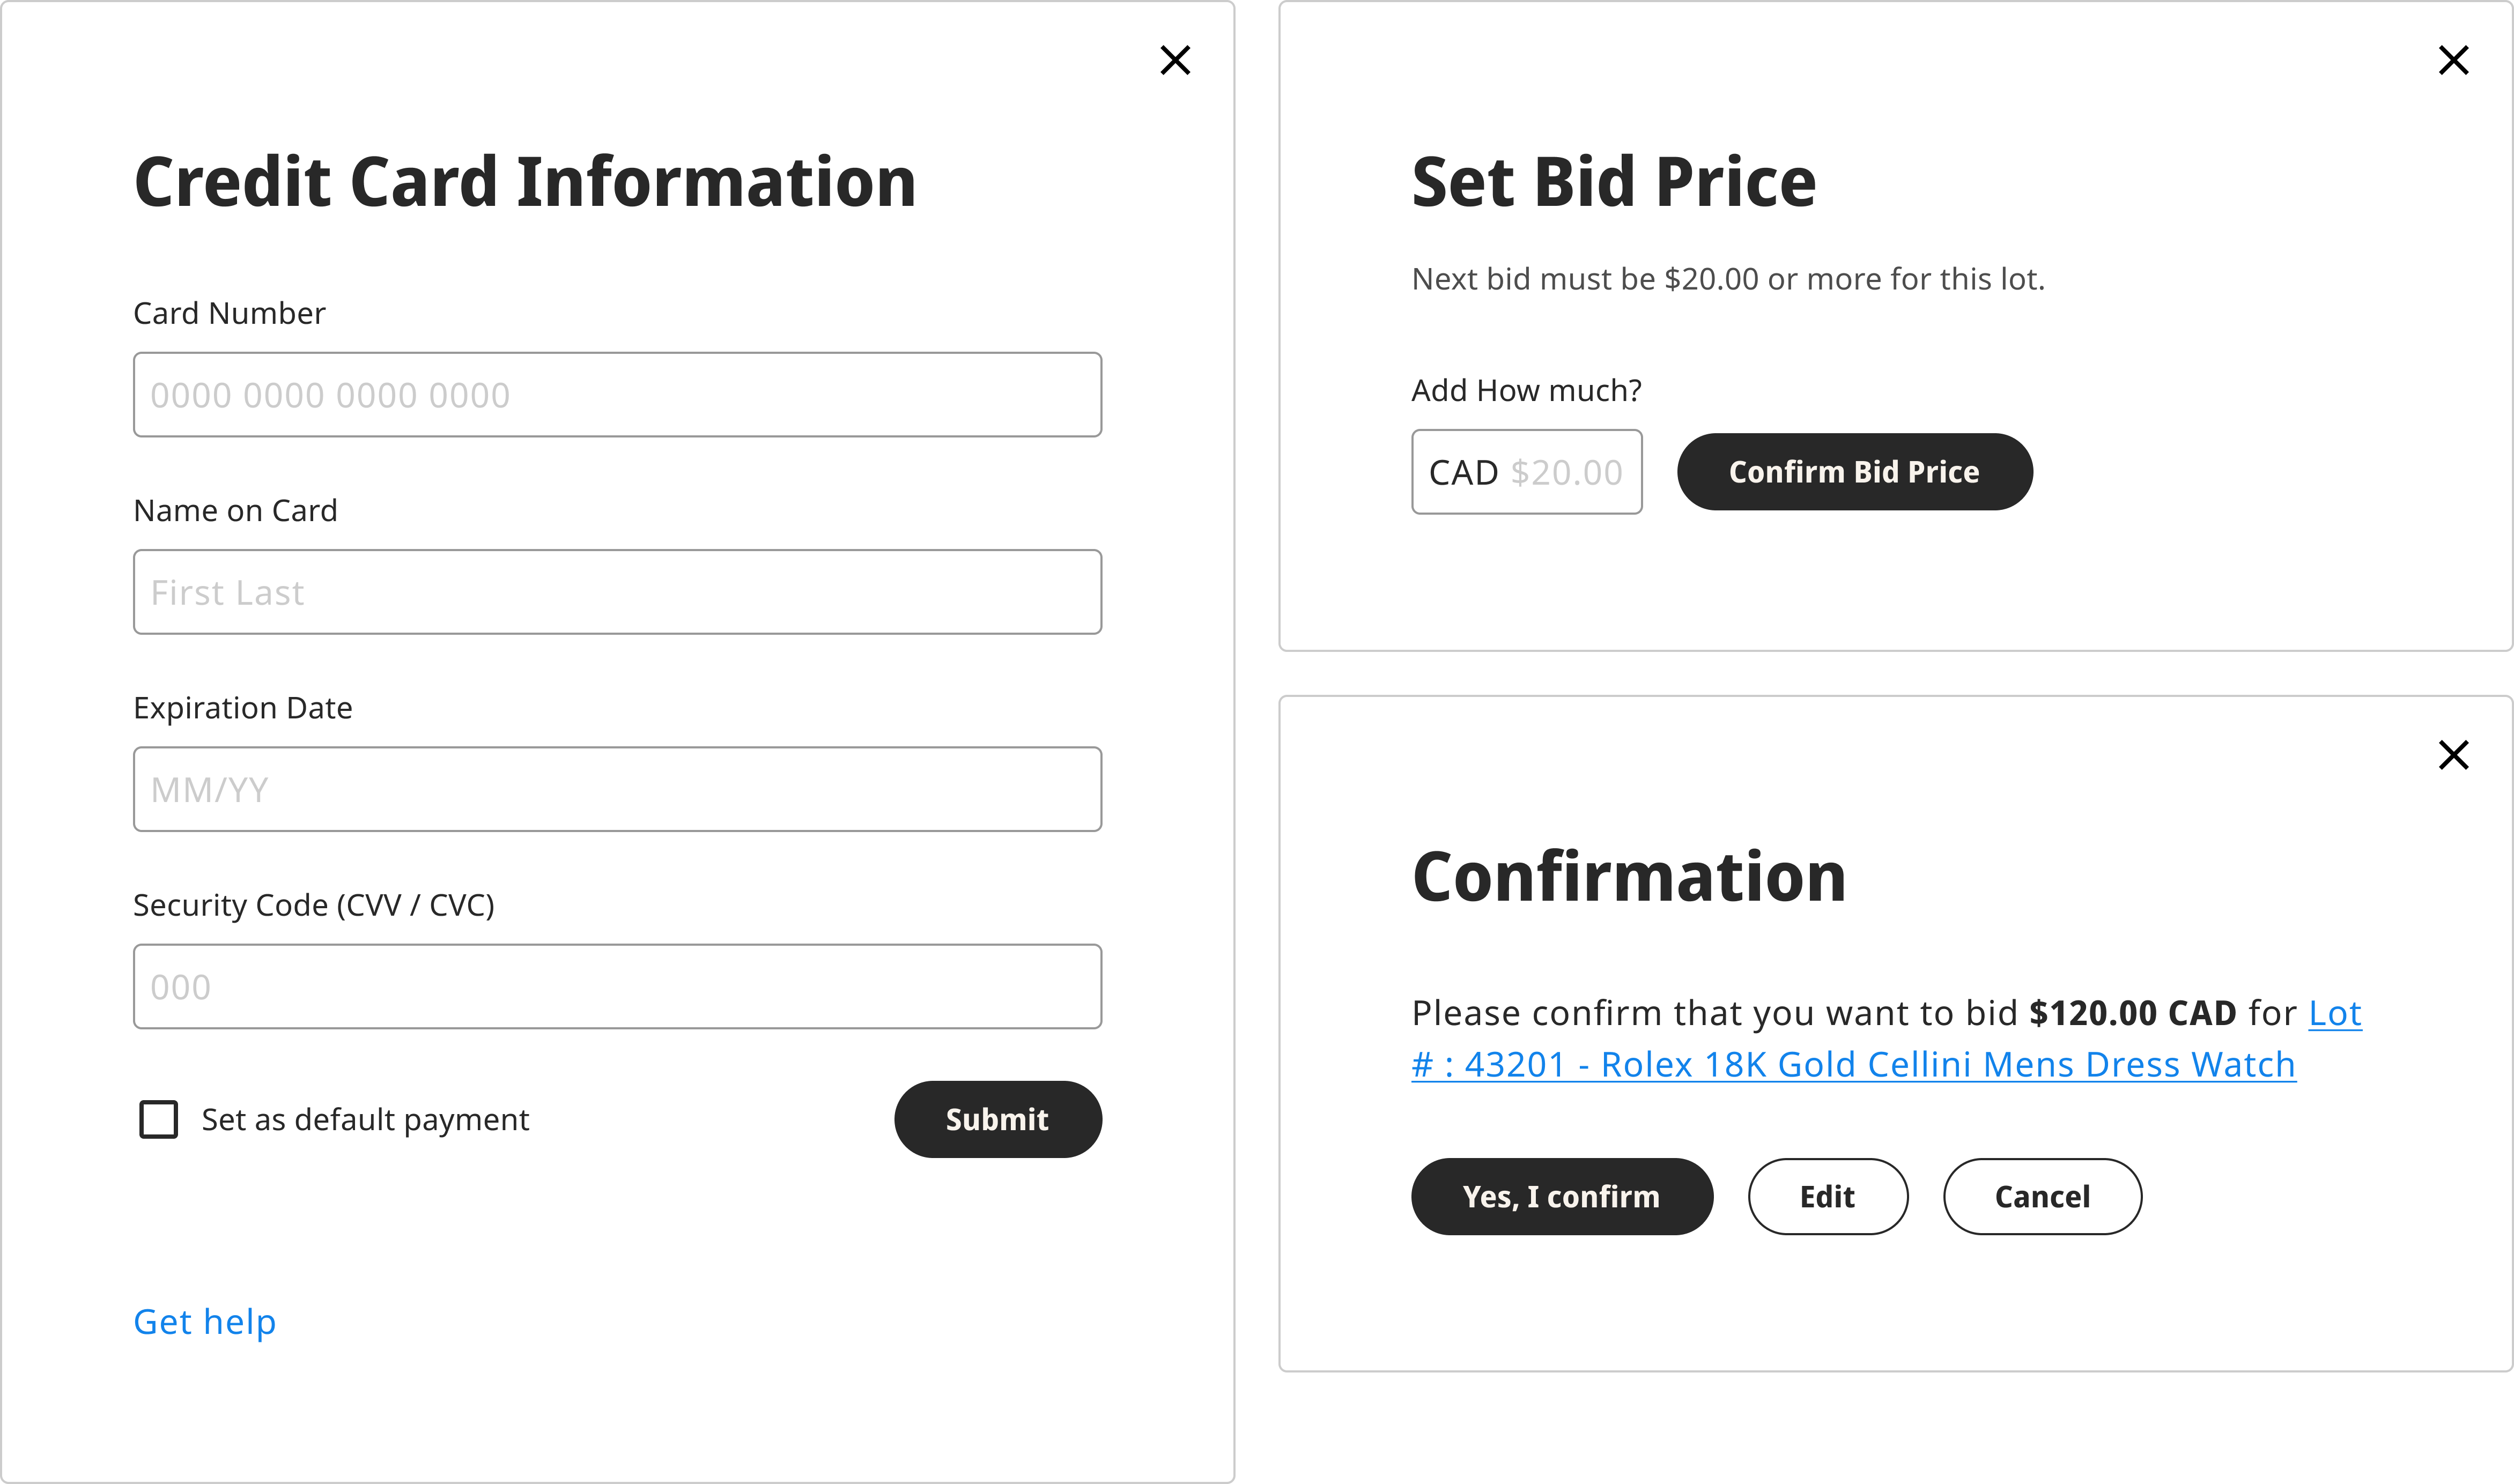 Credit Card Information
Card Number
0000 0000 0000 0000
Name on Card
First Last
Expiration Date
MM/YY
Security Code (CVV / CVC)
000
Set as default payment
Submit
Get help
Set Bid Price
Next bid must be $20.00 or more for this lot.
Add How much?
CAD $20.00
Confirm Bid Price
Confirmation
Please confirm that you want to bid $120.00 CAD for Lot
# : 43201 - Rolex 18K Gold Cellini Mens Dress Watch
Yes, I confirm
Edit
Cancel